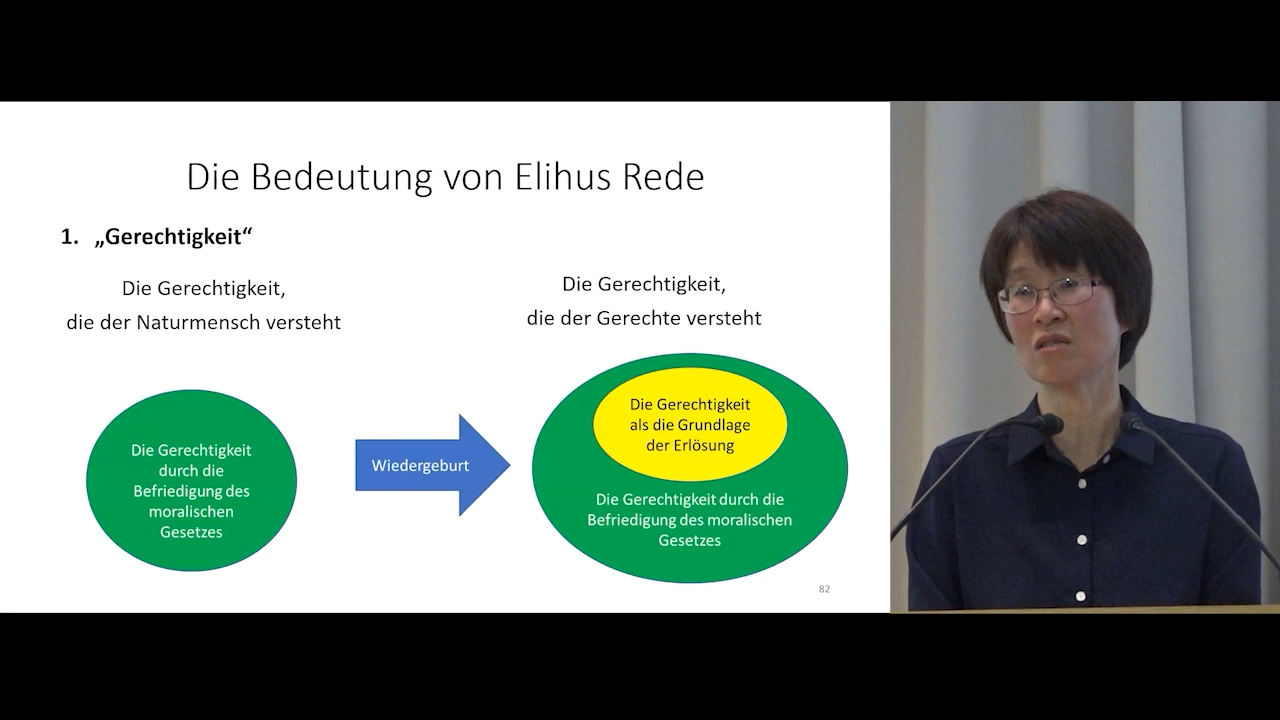 Die Bedeutung von Elihus Rede
1. „Gerechtigkeit“
Die Gerechtigkeit,
die der Naturmensch versteht
Die Gerechtigkeit,
die der Gerechte versteht
Die Gerechtigkeit
durch die
Befriedigung des
moralischen
Gesetzes
Wiedergeburt
Die Gerechtigkeit
als die Grundlage
der Erlösung
Die Gerechtigkeit durch die
Befriedigung des moralischen
Gesetzes
82